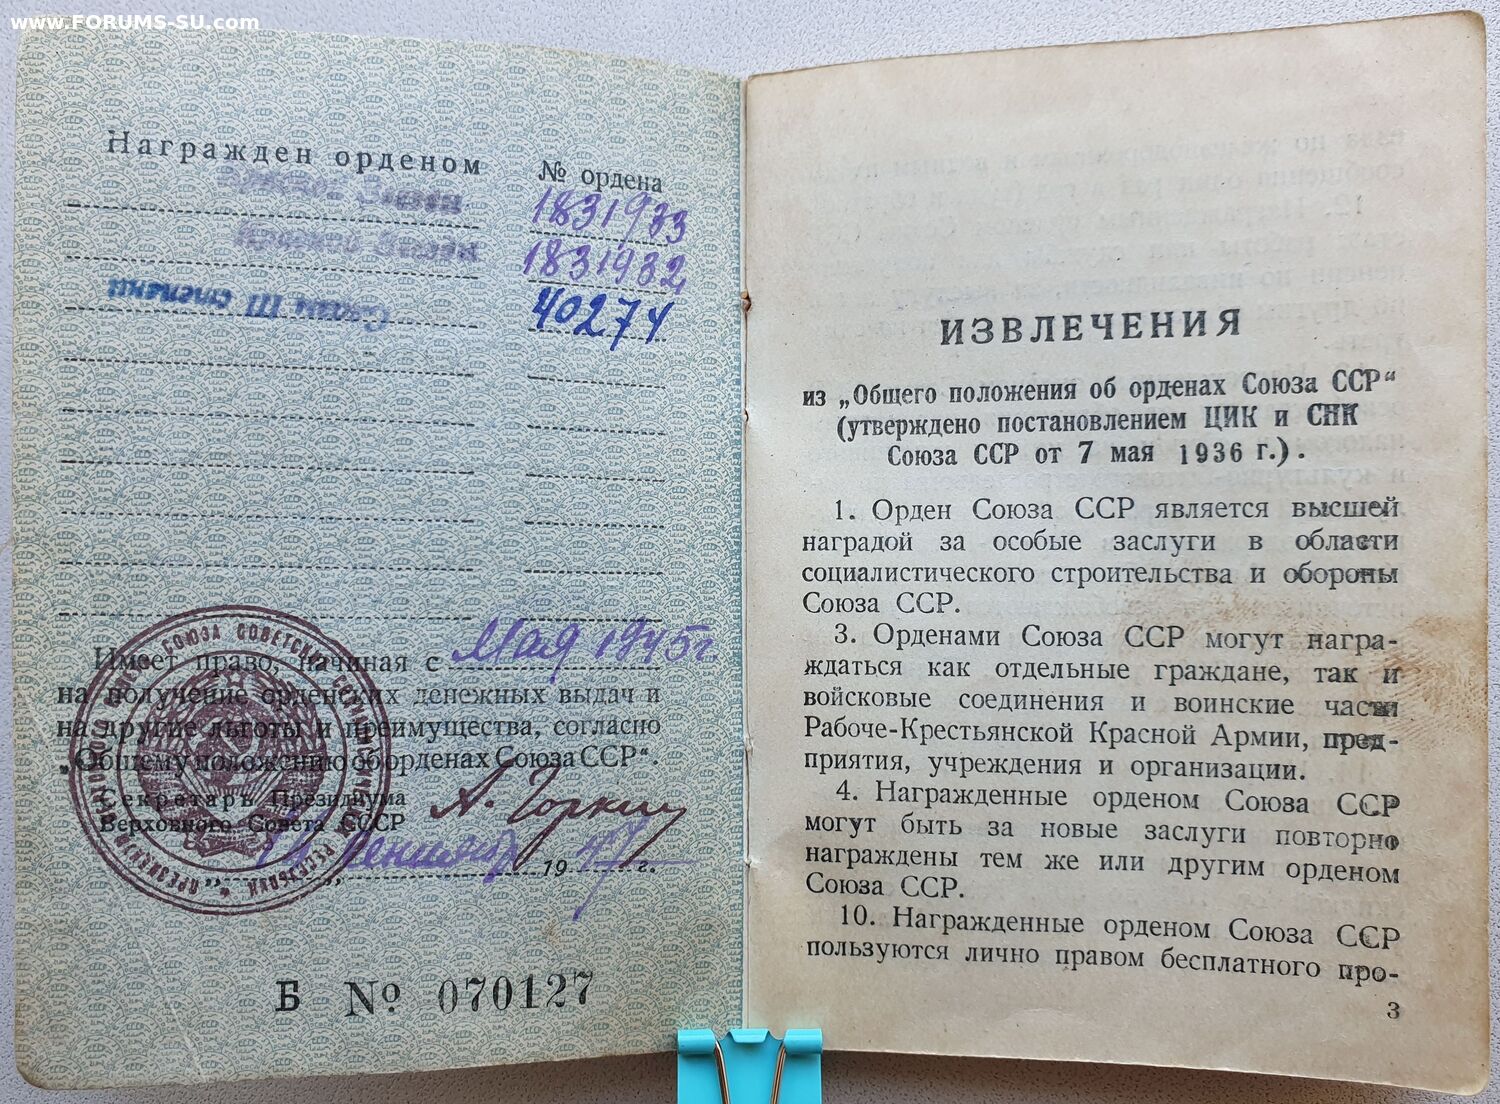 www.FORUMS-SU.com
Награжден орденом
№ ордена
Красной Звезды
1831933
Красной Звезды
1831932
Славы III степени
40274
Имеет право, начиная с Мая 1945г
на получение орденских денежных выдач и
на другие льготы и преимущества, согласно
„Общему положению об орденах Союза ССР“.
Секретарь Президиума
Верховного Совета СССР
А. Горкин
сентября 1947 г.
Б № 070127
ИЗВЛЕЧЕНИЯ
из „Общего положения об орденах Союза ССР“
(утверждено постановлением ЦИК и СНК
Союза ССР от 7 мая 1936 г.).
1. Орден Союза ССР является высшей
наградой за особые заслуги в области
социалистического строительства и обороны
Союза ССР.
3. Орденами Союза ССР могут награ-
ждаться как отдельные граждане, так и
войсковые соединения и воинские части
Рабоче-Крестьянской Красной Армии, пред-
приятия, учреждения и организации.
4. Награжденные орденом Союза ССР
могут быть за новые заслуги повторно
награждены тем же или другим орденом
Союза ССР.
10. Награжденные орденом Союза ССР
пользуются лично правом бесплатного про-
3